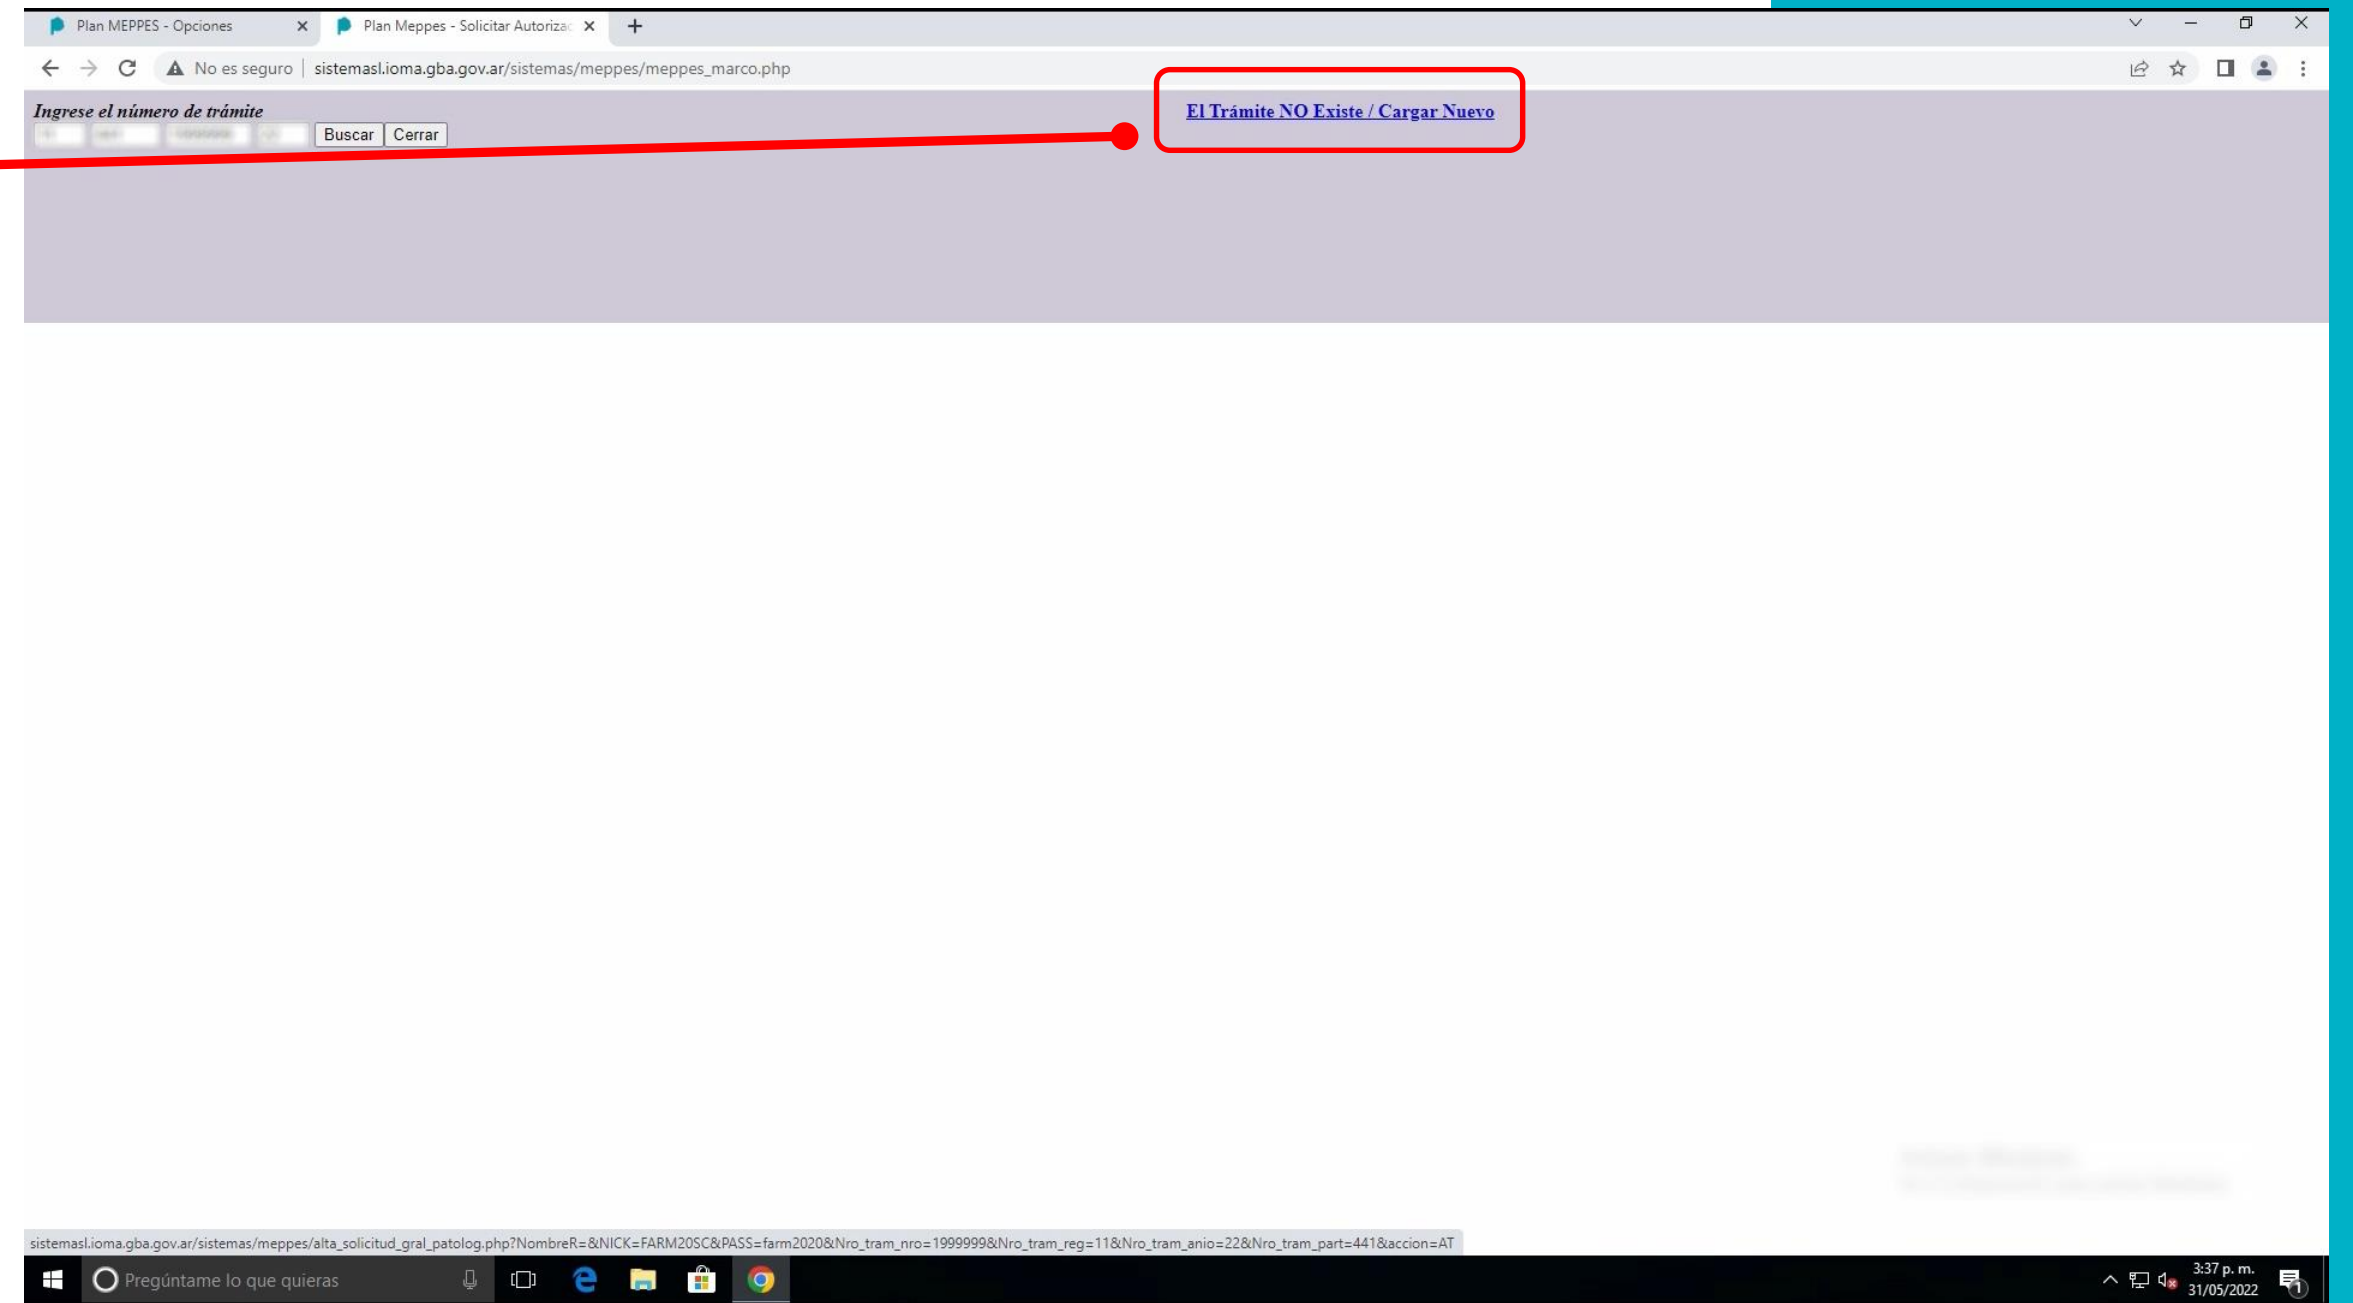 Plan MEPPES - Opciones
Plan Meppes - Solicitar Autorizac
No es seguro
sistemasl.ioma.gba.gov.ar/sistemas/meppes/meppes_marco.php
Ingrese el número de trámite
Buscar Cerrar
El Trámite NO Existe / Cargar Nuevo
sistemasl.ioma.gba.gov.ar/sistemas/meppes/alta_solicitud_gral_patolog.php?NombreR=&NICK=FARM20SC&PASS=farm2020&Nro_tram_nro=1999999&Nro_tram_reg=11&Nro_tram_anio=22&Nro_tram_part=441&accion=AT
Pregúntame lo que quieras
3:37 p. m.
31/05/2022
1